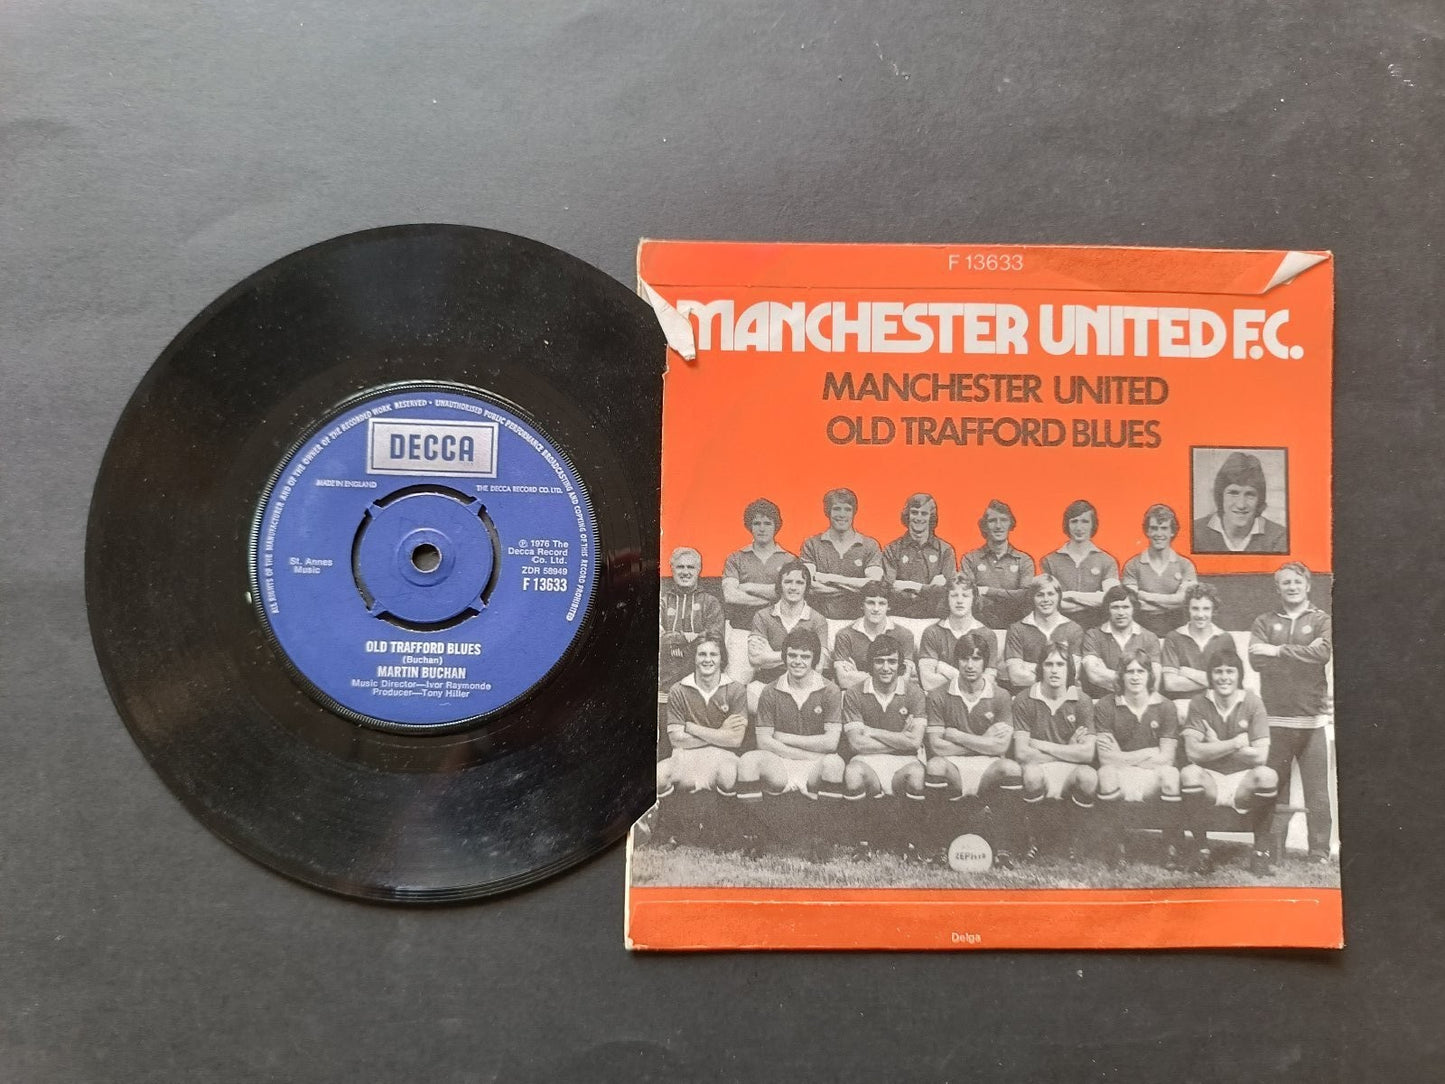 ALL RIGHTS OF THE MANUFACTURER AND OF THE OWNER OF THE RECORDED WORK RESERVED • UNAUTHORISED PUBLIC PERFORMANCE BROADCASTING AND COPYING OF THIS RECORD PROHIBITED
DECCA
MADE IN ENGLAND
THE DECCA RECORD CO. LTD.
St. Annes
Music
℗ 1976 The
Decca Record
Co. Ltd.
ZDR 58949
F 13633
OLD TRAFFORD BLUES
(Buchan)
MARTIN BUCHAN
Music Director—Ivor Raymonde
Producer—Tony Hiller
F 13633
MANCHESTER UNITED F.C.
MANCHESTER UNITED
OLD TRAFFORD BLUES
ZEPHYR
Delga